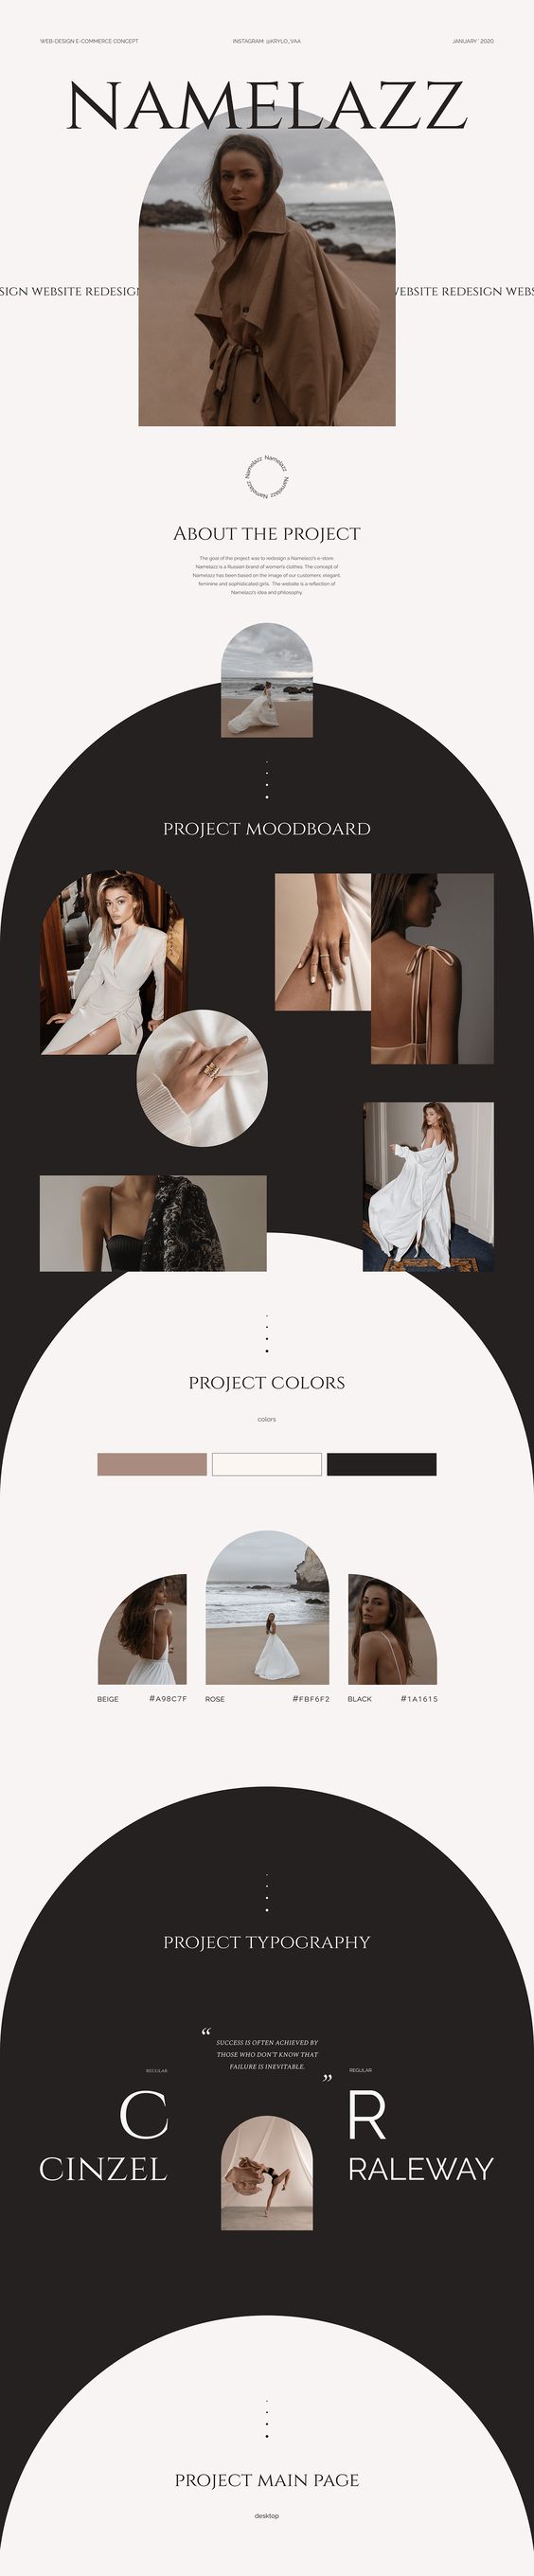 WEB-DESIGN E-COMMERCE CONCEPT
INSTAGRAM: @KRYLO_VAA
JANUARY ' 2020
NAMELAZZ
SIGN WEBSITE REDESIGN
WEBSITE REDESIGN WEBS
Namelazz Namelazz Namelazz Namelazz
ABOUT THE PROJECT
The goal of the project was to redesign a Namelazz's e-store.
Namelazz is a Russian brand of women's clothes. The concept of
Namelazz has been based on the image of our customers: elegant,
feminine and sophisticated girls. The website is a reflection of
Namelazz's idea and philosophy.
PROJECT MOODBOARD
PROJECT COLORS
colors
BEIGE #A98C7F
ROSE #FBF6F2
BLACK #1A1615
PROJECT TYPOGRAPHY
“ SUCCESS IS OFTEN ACHIEVED BY
THOSE WHO DON'T KNOW THAT
FAILURE IS INEVITABLE. ”
REGULAR
C
CINZEL
REGULAR
R
RALEWAY
PROJECT MAIN PAGE
desktop